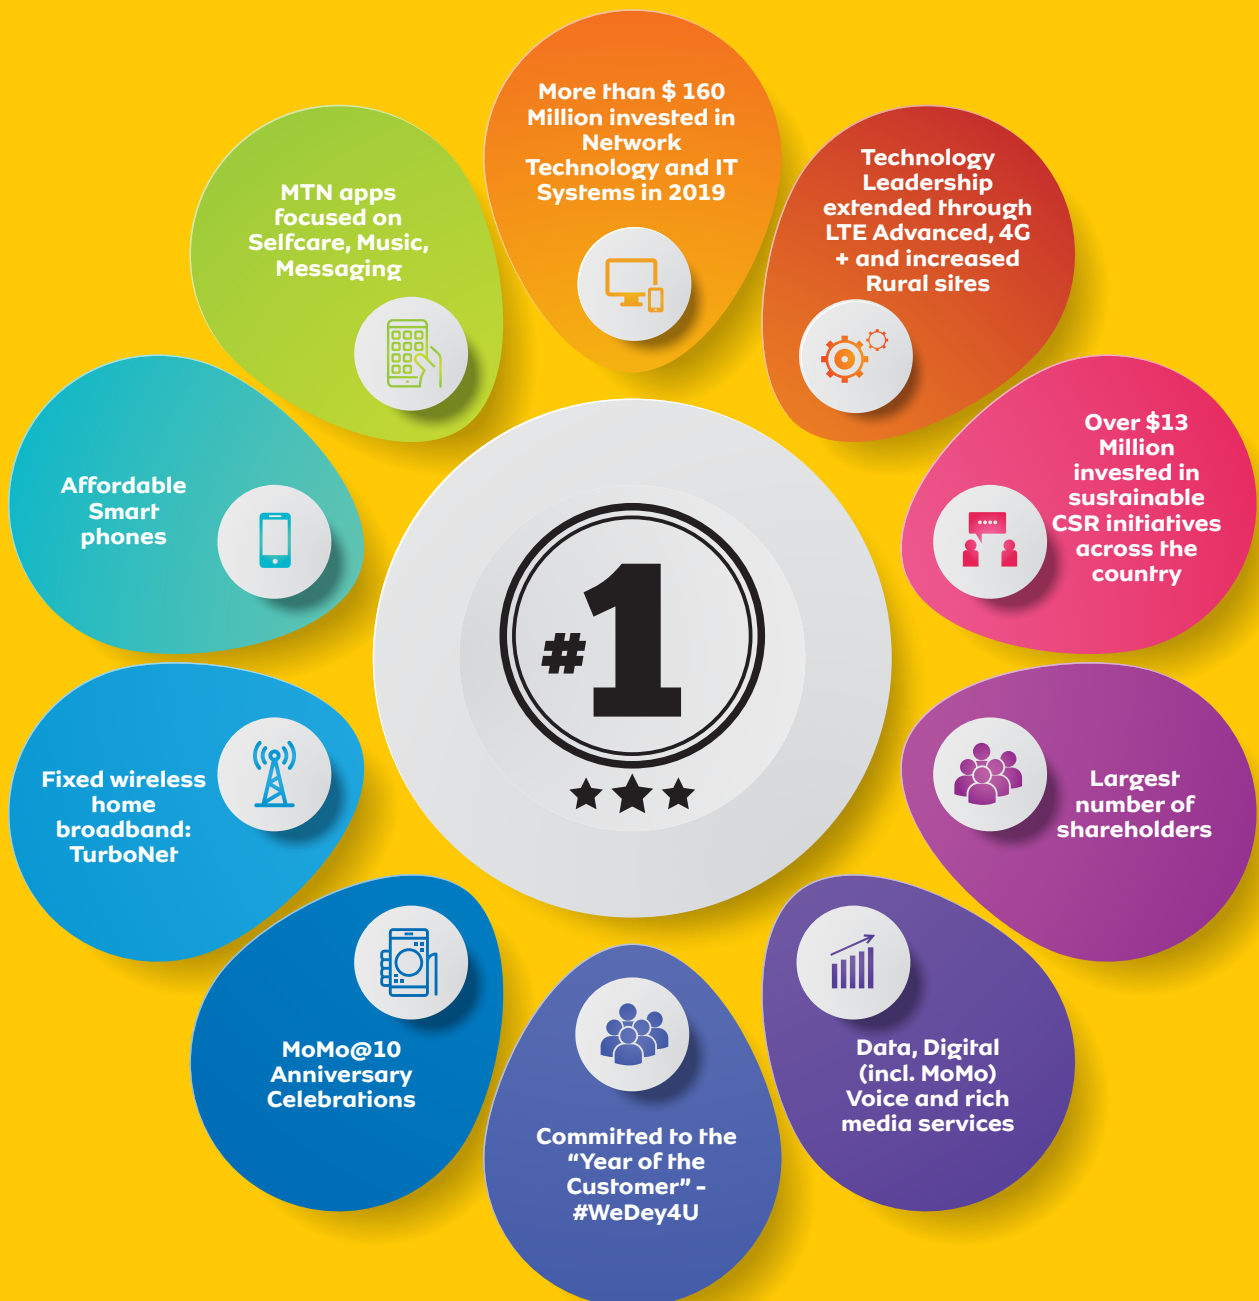 More than $ 160
Million invested in
Network
Technology and IT
Systems in 2019
Technology
Leadership
extended through
LTE Advanced, 4G
+ and increased
Rural sites
Over $13
Million
invested in
sustainable
CSR initiatives
across the
country
Largest
number of
shareholders
Data, Digital
(incl. MoMo)
Voice and rich
media services
Committed to the
“Year of the
Customer” -
#WeDey4U
MoMo@10
Anniversary
Celebrations
Fixed wireless
home
broadband:
TurboNet
Affordable
Smart
phones
MTN apps
focused on
Selfcare, Music,
Messaging
#1